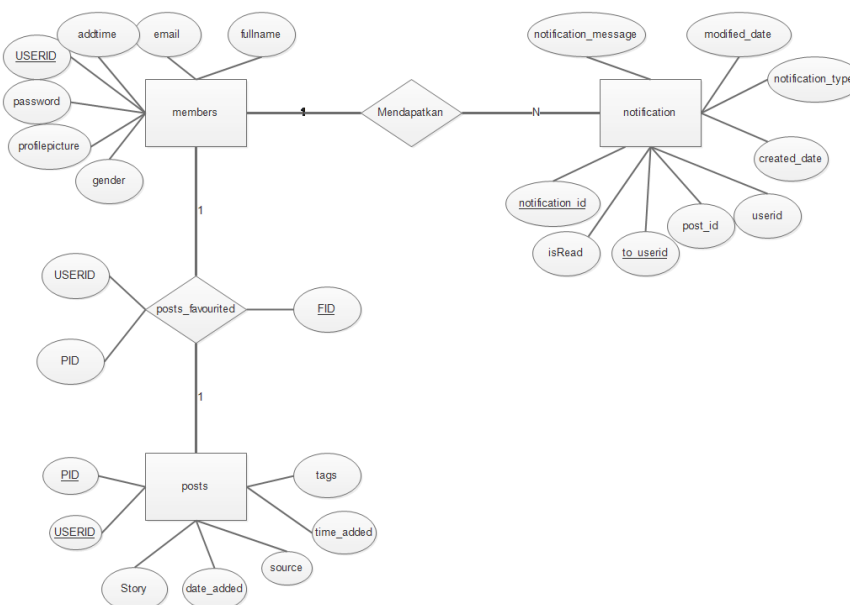 addtime
email
fullname
USERID
password
profilepicture
gender
members
1
Mendapatkan
N
notification_message
modified_date
notification_type
notification
created_date
notification_id
isRead
to_userid
post_id
userid
1
USERID
posts_favourited
FID
PID
1
PID
posts
tags
USERID
time_added
Story
date_added
source